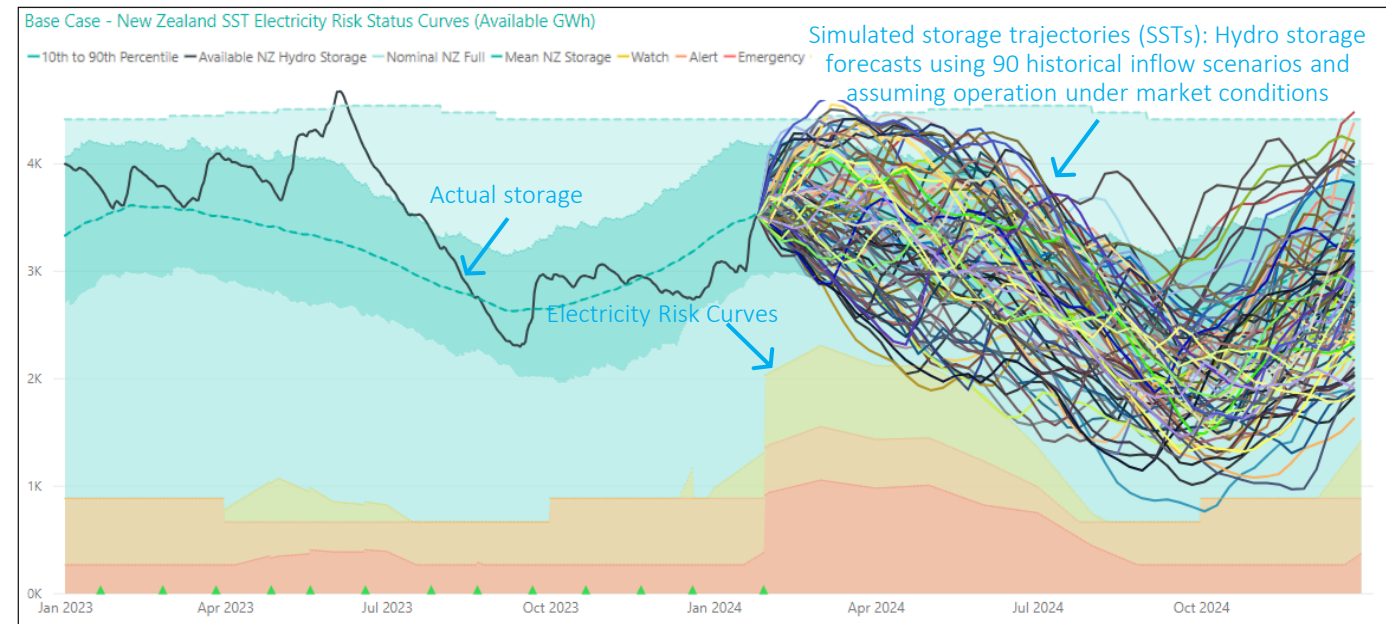 Base Case - New Zealand SST Electricity Risk Status Curves (Available GWh)
10th to 90th Percentile Available NZ Hydro Storage Nominal NZ Full Mean NZ Storage Watch Alert Emergency
Simulated storage trajectories (SSTs): Hydro storage
forecasts using 90 historical inflow scenarios and
assuming operation under market conditions
4K
Actual storage
3K
Electricity Risk Curves
2K
1K
0K
Jan 2023 Apr 2023 Jul 2023 Oct 2023 Jan 2024 Apr 2024 Jul 2024 Oct 2024